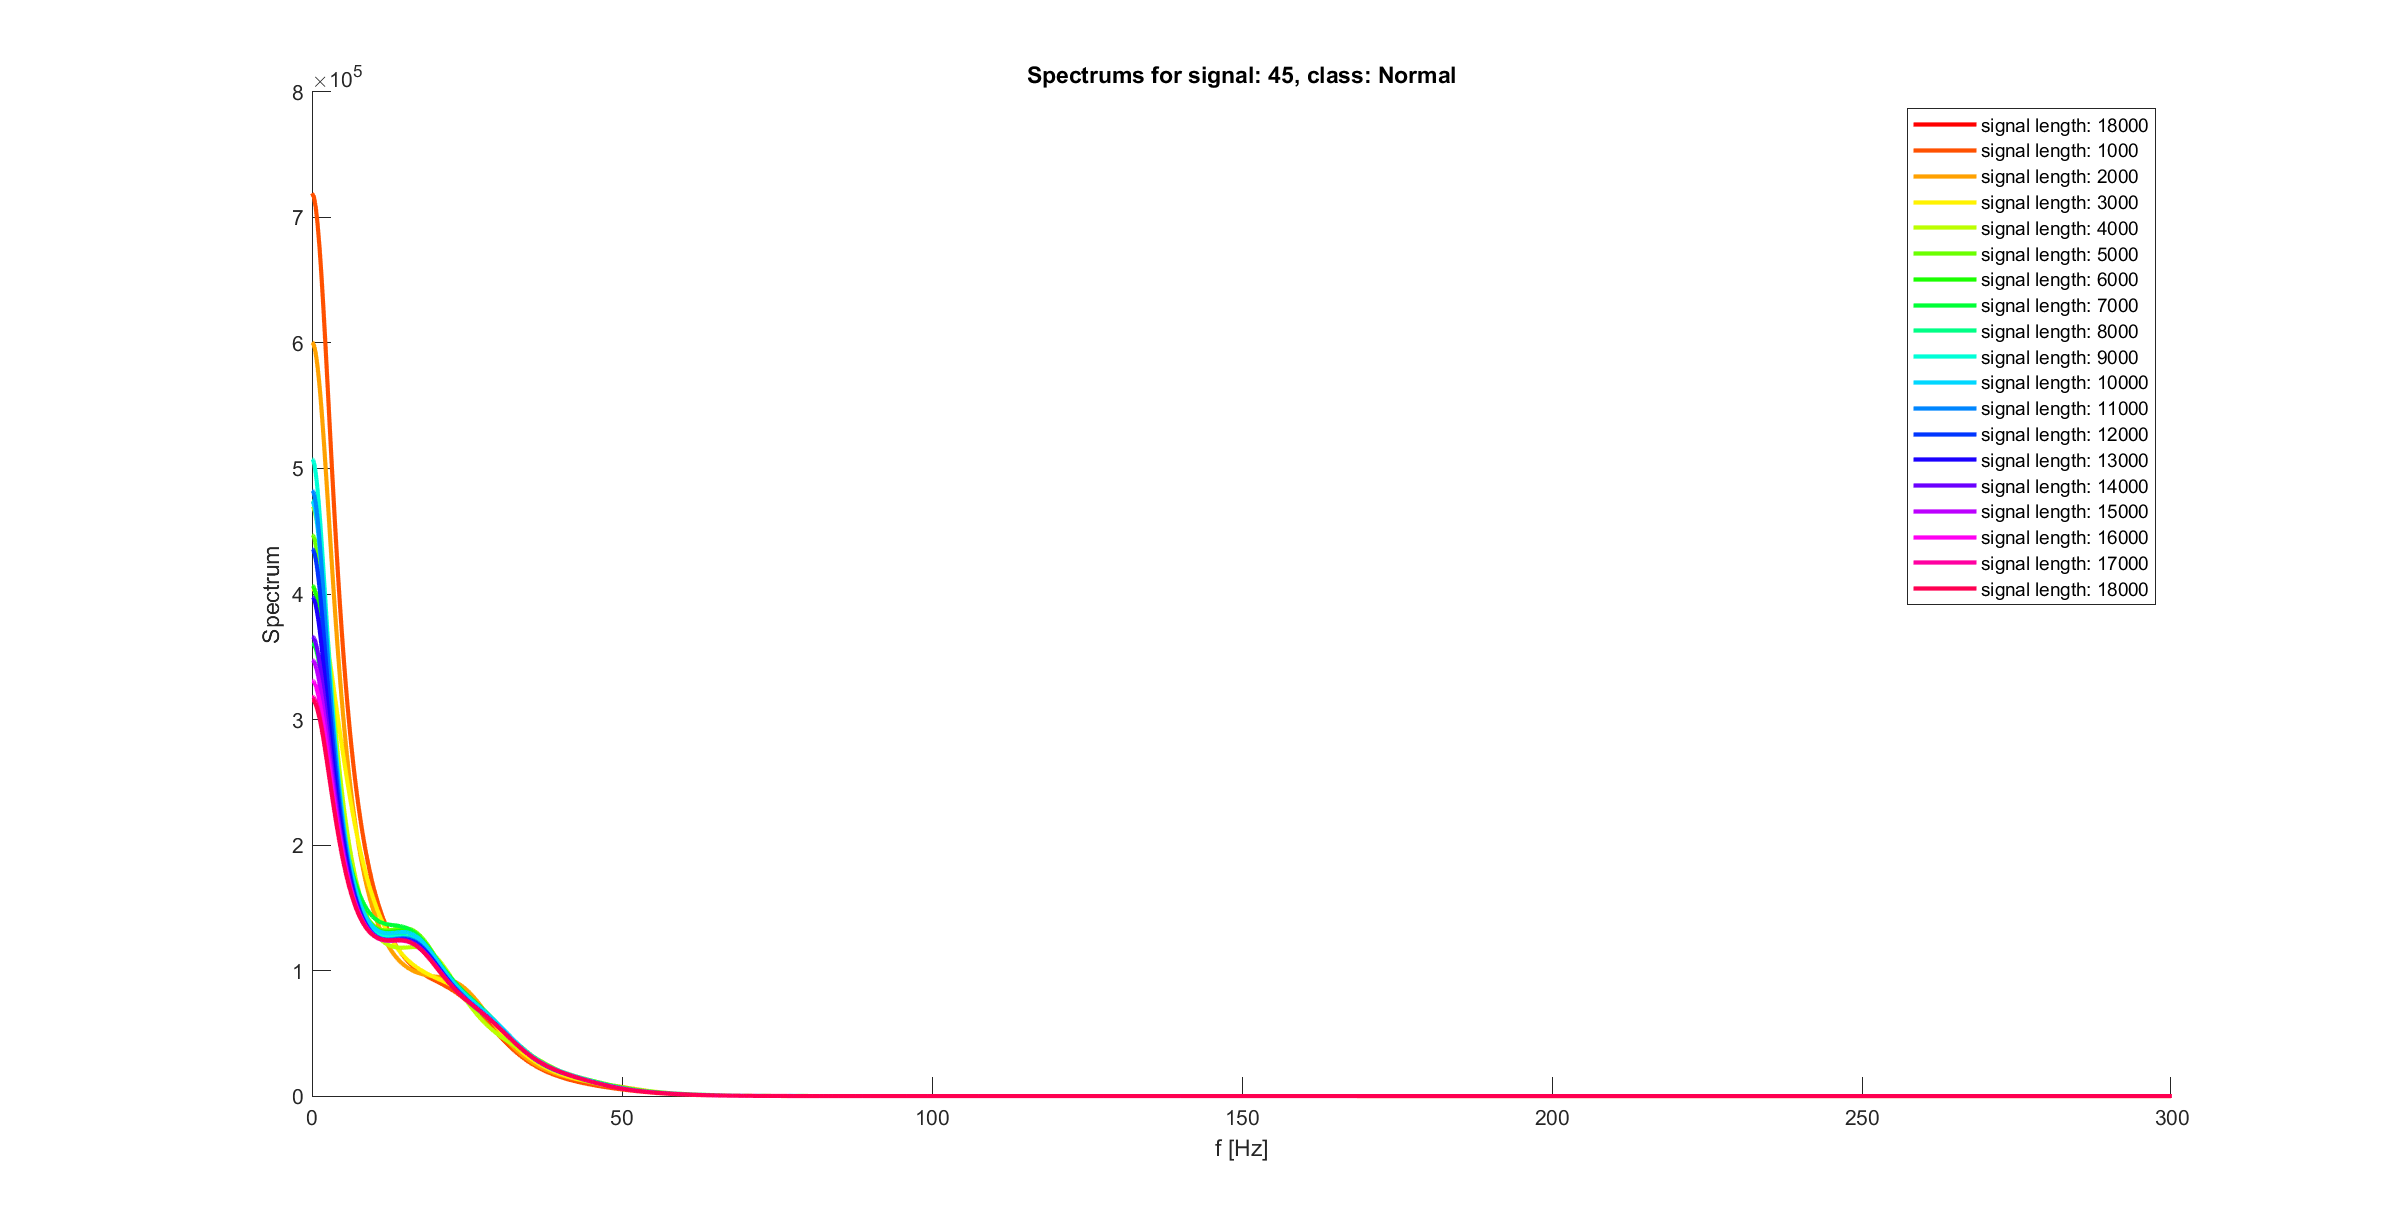 Spectrums for signal: 45, class: Normal
×10^5
8
7
6
5
4
3
2
1
0
Spectrum
0 50 100 150 200 250 300
f [Hz]
signal length: 18000
signal length: 1000
signal length: 2000
signal length: 3000
signal length: 4000
signal length: 5000
signal length: 6000
signal length: 7000
signal length: 8000
signal length: 9000
signal length: 10000
signal length: 11000
signal length: 12000
signal length: 13000
signal length: 14000
signal length: 15000
signal length: 16000
signal length: 17000
signal length: 18000